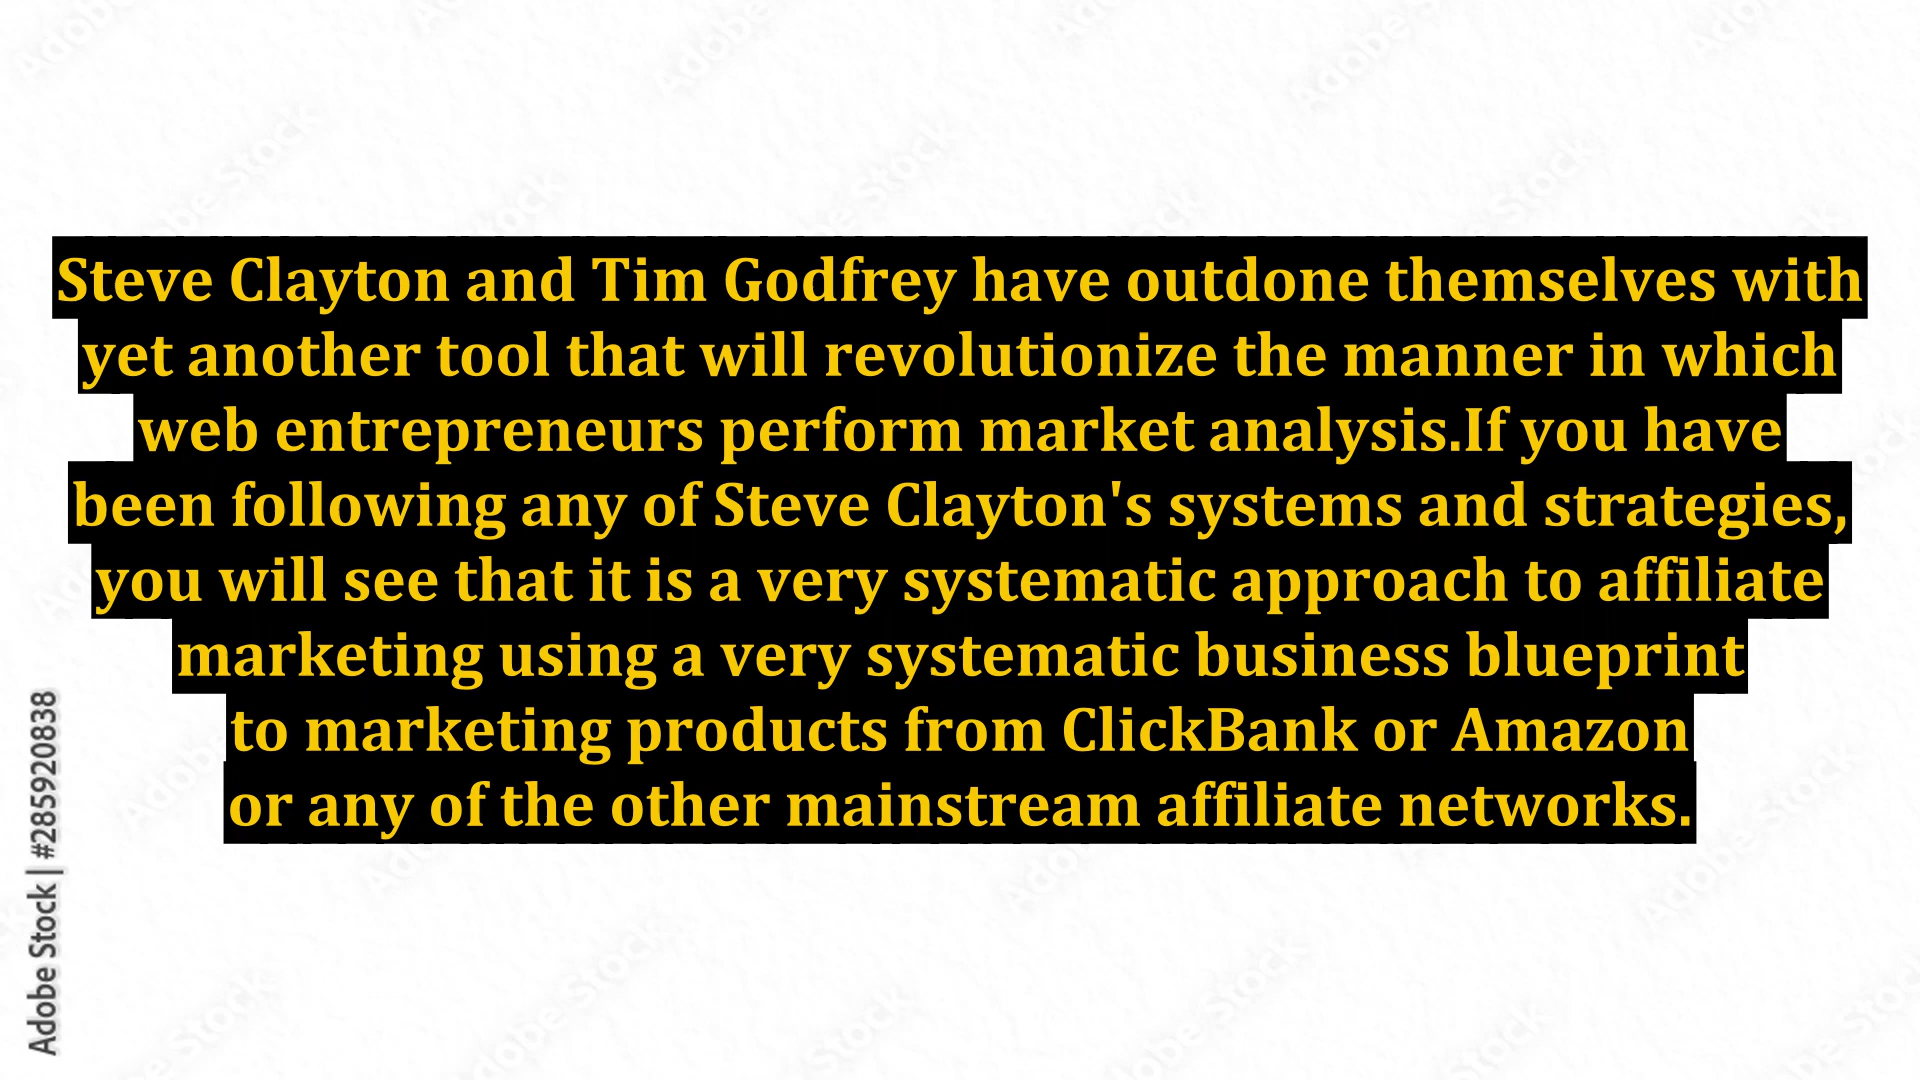 Steve Clayton and Tim Godfrey have outdone themselves with
yet another tool that will revolutionize the manner in which
web entrepreneurs perform market analysis.If you have
been following any of Steve Clayton's systems and strategies,
you will see that it is a very systematic approach to affiliate
marketing using a very systematic business blueprint
to marketing products from ClickBank or Amazon
or any of the other mainstream affiliate networks.
Adobe Stock | #285920838